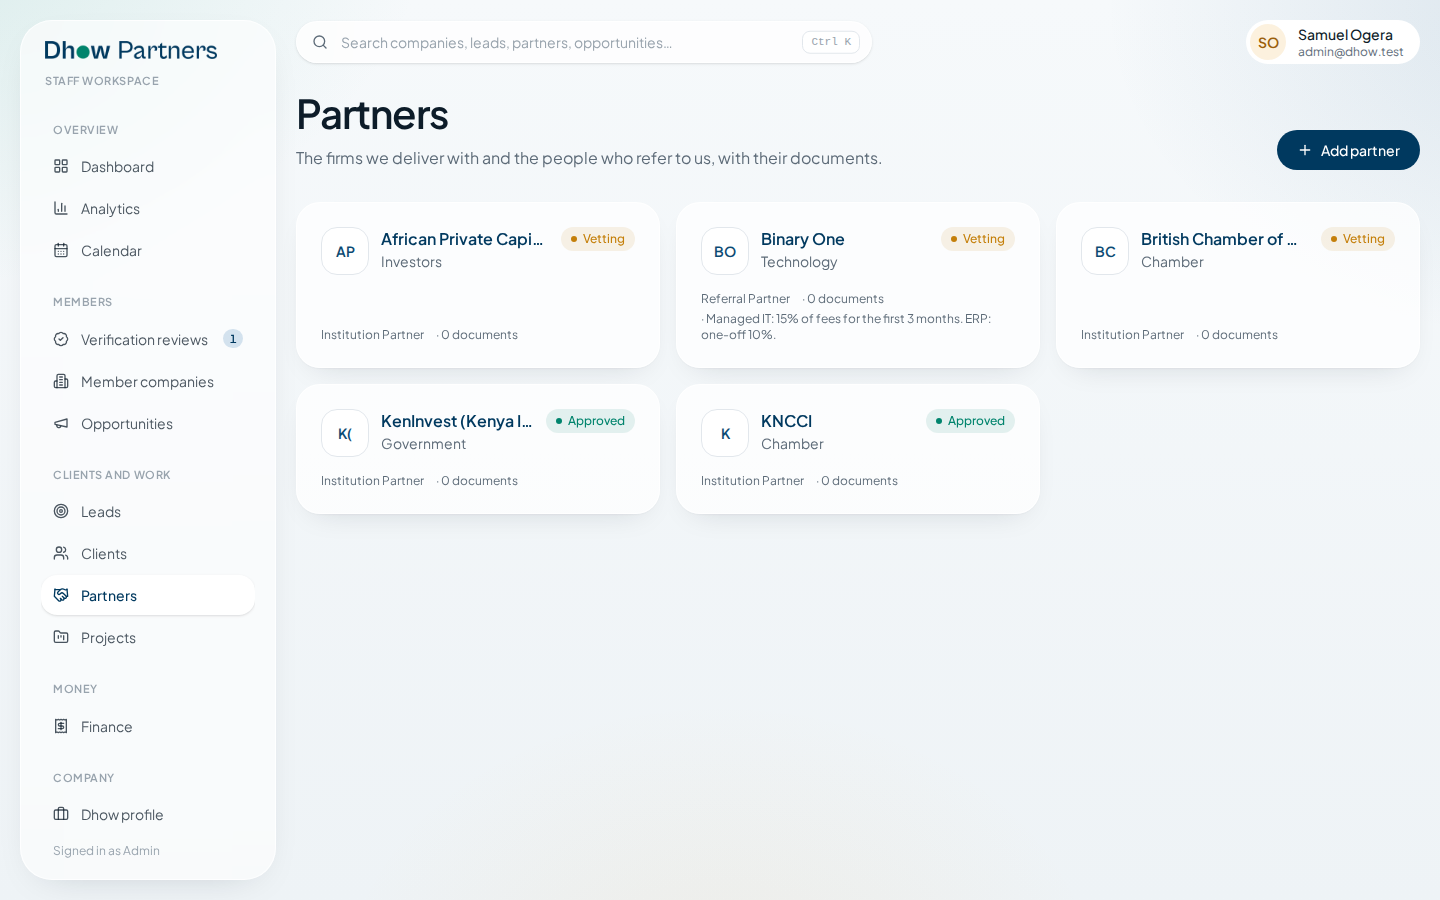 Dhow Partners
STAFF WORKSPACE
OVERVIEW
Dashboard
Analytics
Calendar
MEMBERS
Verification reviews 1
Member companies
Opportunities
CLIENTS AND WORK
Leads
Clients
Partners
Projects
MONEY
Finance
COMPANY
Dhow profile
Signed in as Admin
Search companies, leads, partners, opportunities... Ctrl K
SO
Samuel Ogera
admin@dhow.test
Partners
The firms we deliver with and the people who refer to us, with their documents.
Add partner
AP
African Private Capi...
Vetting
Investors
Institution Partner · 0 documents
BO
Binary One
Vetting
Technology
Referral Partner · 0 documents
· Managed IT: 15% of fees for the first 3 months. ERP:
one-off 10%.
BC
British Chamber of ...
Vetting
Chamber
Institution Partner · 0 documents
K(
KenInvest (Kenya I...
Approved
Government
Institution Partner · 0 documents
K
KNCCI
Approved
Chamber
Institution Partner · 0 documents